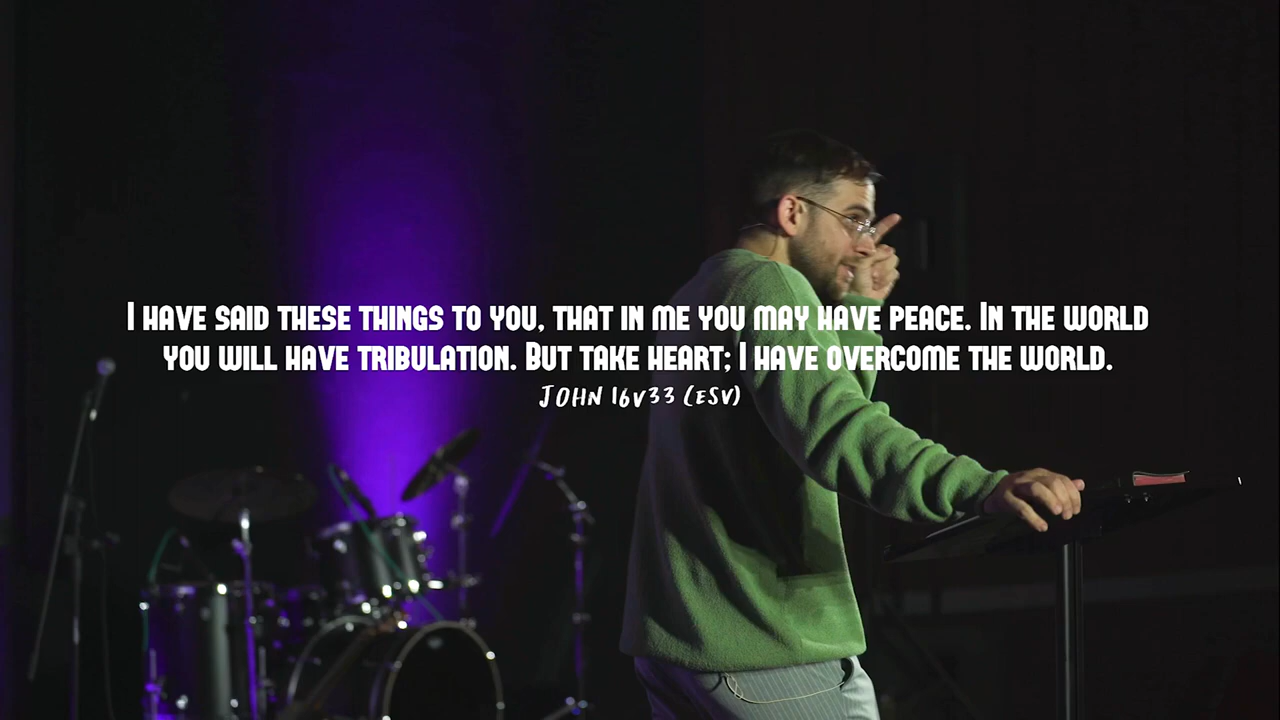 I have said these things to you, that in me you may have peace. In the world
you will have tribulation. But take heart; I have overcome the world.
John 16v33 (ESV)